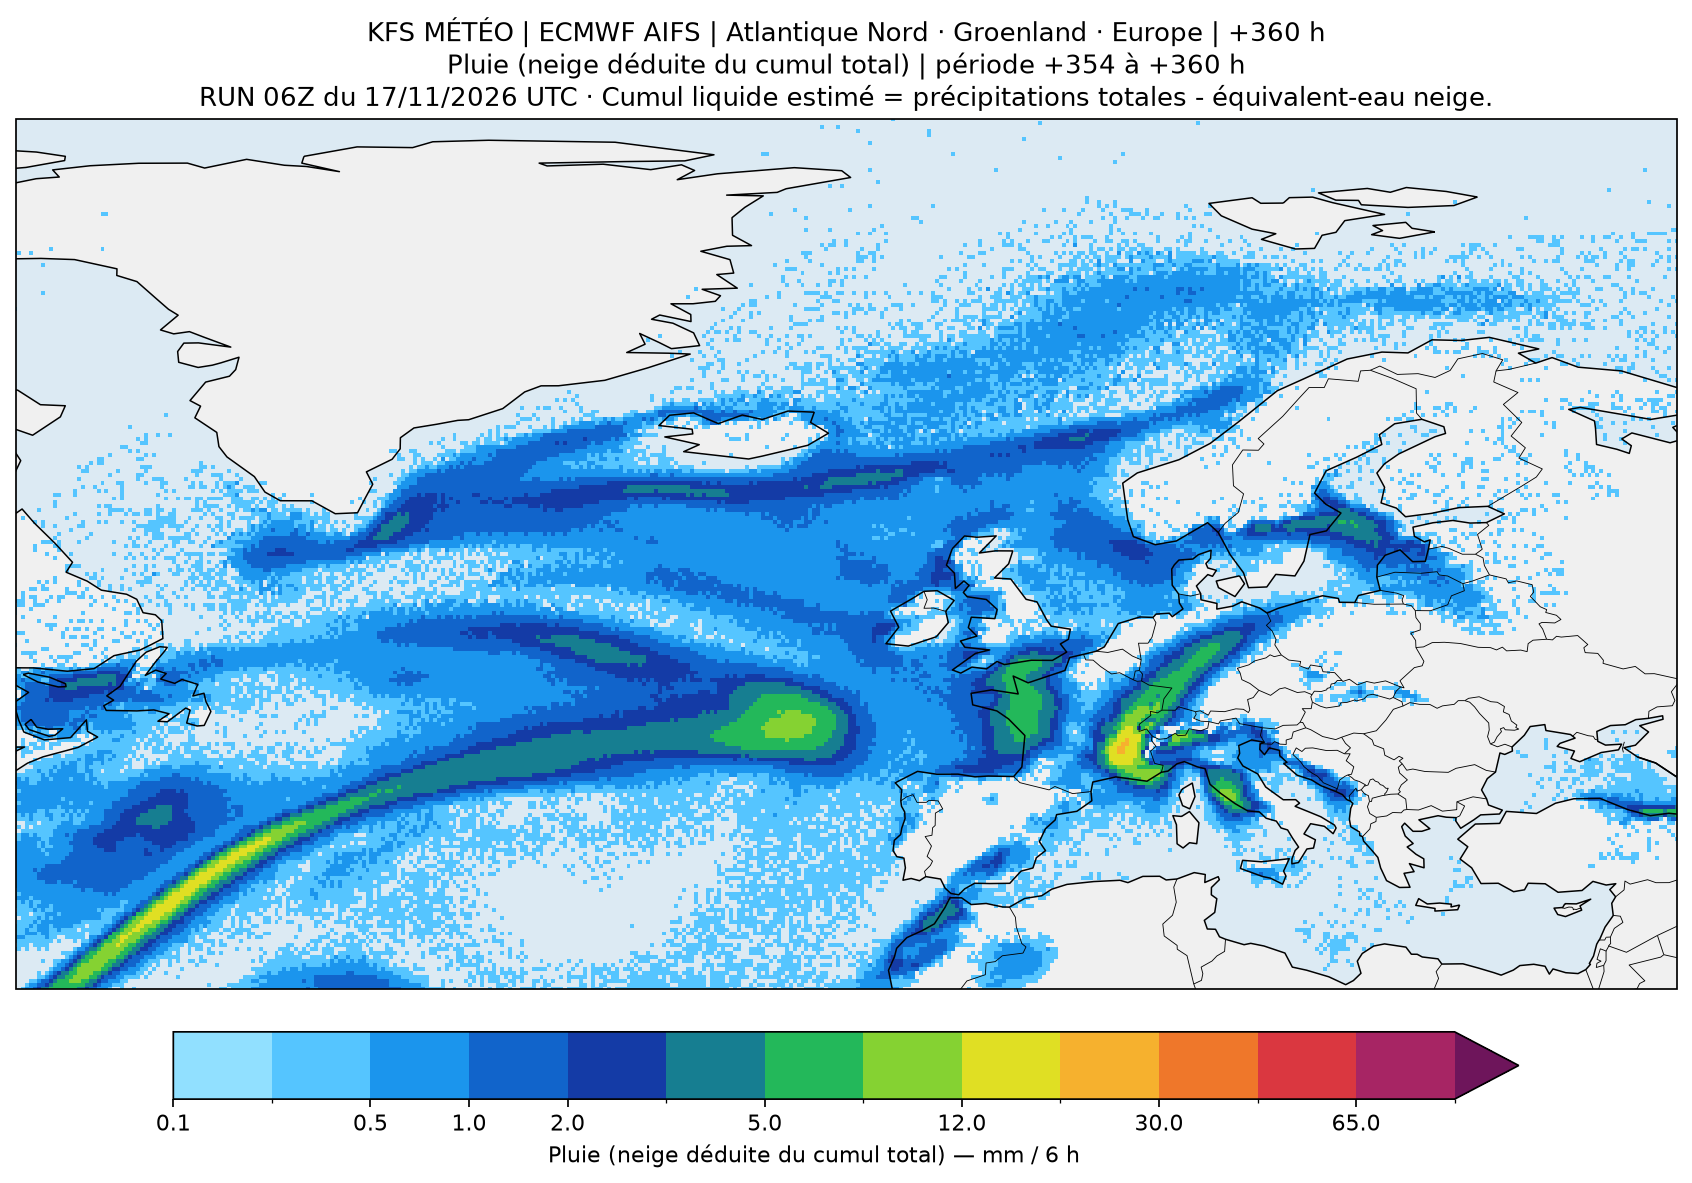 KFS MÉTÉO | ECMWF AIFS | Atlantique Nord · Groenland · Europe | +360 h
Pluie (neige déduite du cumul total) | période +354 à +360 h
RUN 06Z du 17/11/2026 UTC · Cumul liquide estimé = précipitations totales - équivalent-eau neige.
0.1 0.5 1.0 2.0 5.0 12.0 30.0 65.0
Pluie (neige déduite du cumul total) — mm / 6 h